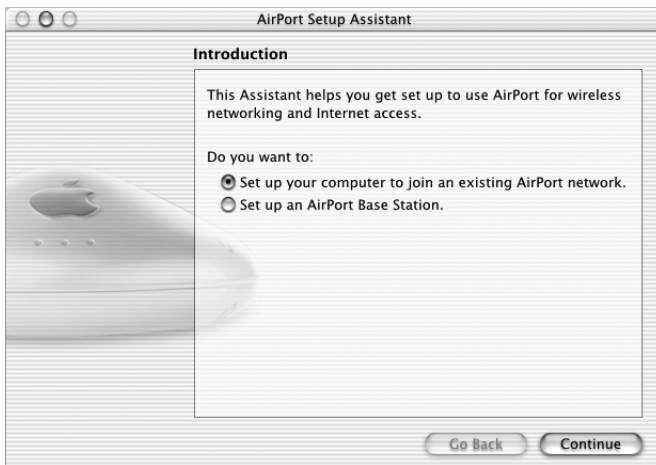 AirPort Setup Assistant
Introduction
This Assistant helps you get set up to use AirPort for wireless
networking and Internet access.
Do you want to:
Set up your computer to join an existing AirPort network.
Set up an AirPort Base Station.
Go Back
Continue